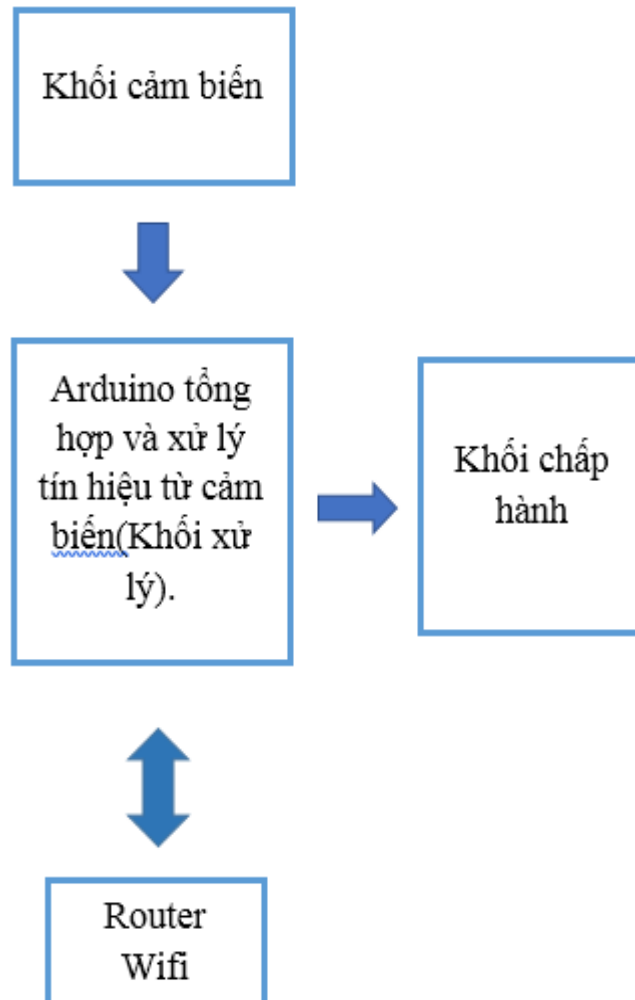 Khối cảm biến
Arduino tổng
hợp và xử lý
tín hiệu từ cảm
biến(Khối xử
lý).
Khối chấp
hành
Router
Wifi